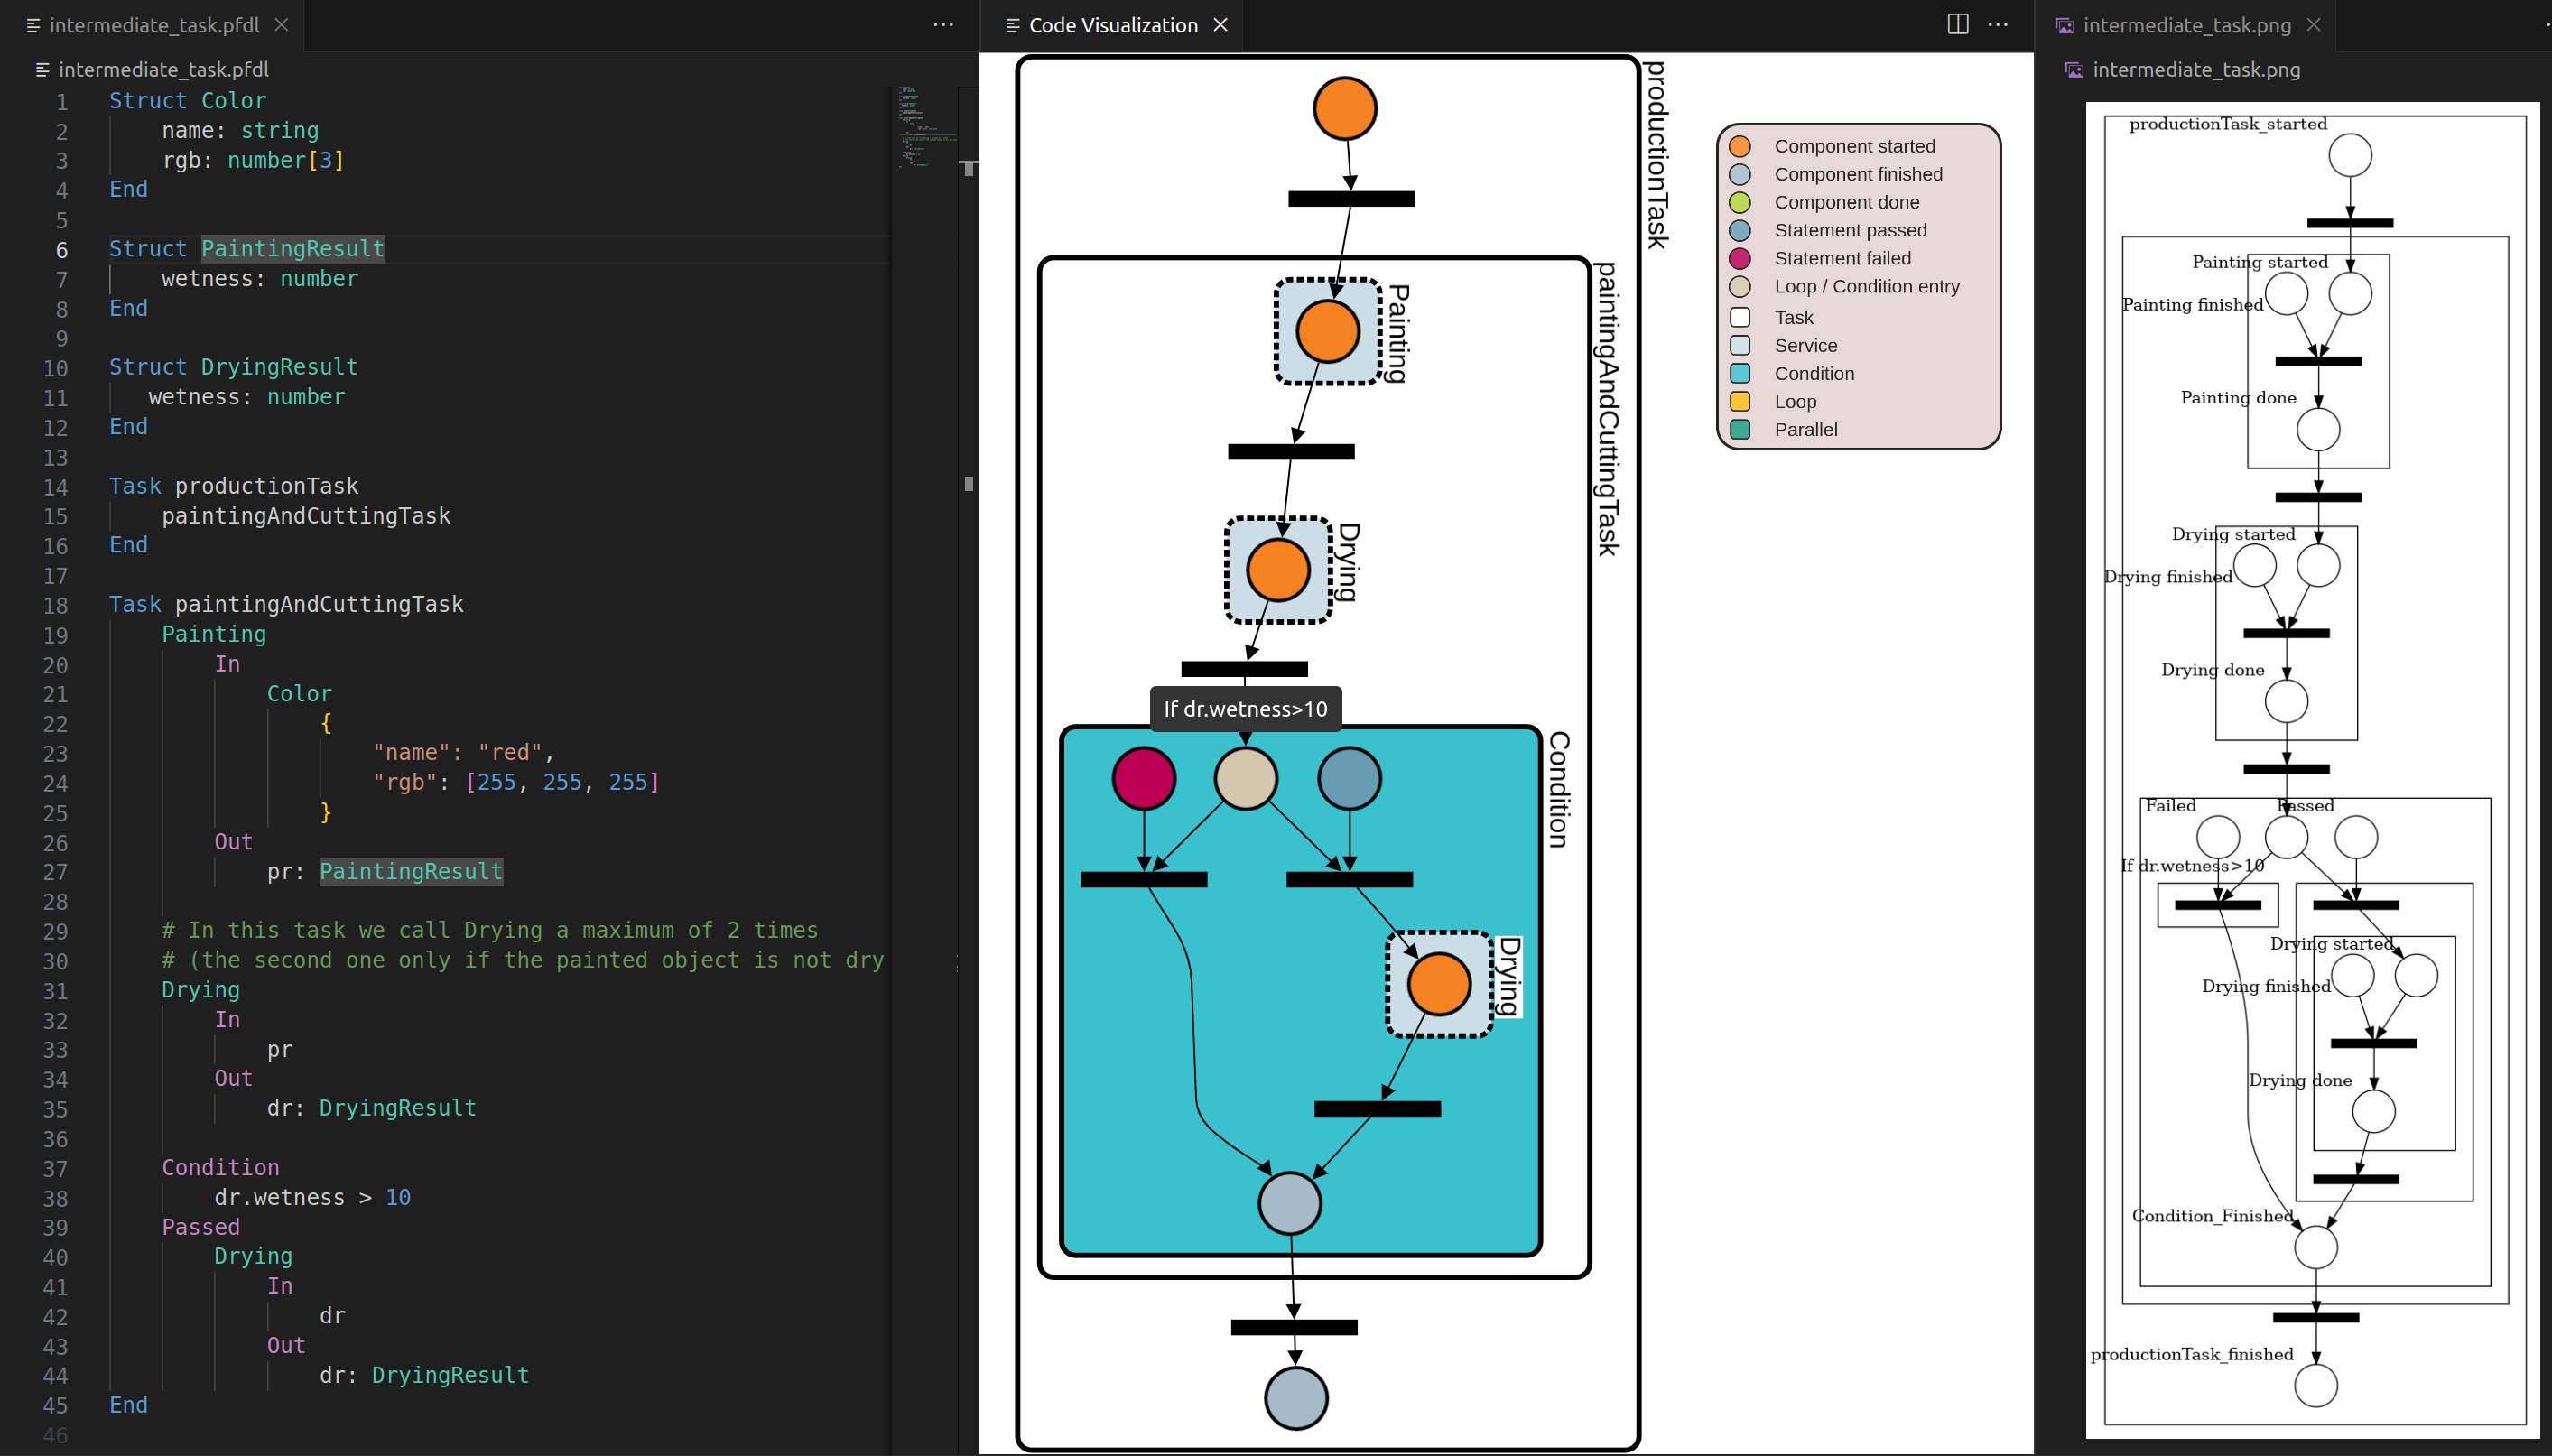 intermediate_task.pfdl
intermediate_task.pfdl
1 Struct Color
2 name: string
3 rgb: number[3]
4 End
5
6 Struct PaintingResult
7 wetness: number
8 End
9
10 Struct DryingResult
11 wetness: number
12 End
13
14 Task productionTask
15 paintingAndCuttingTask
16 End
17
18 Task paintingAndCuttingTask
19 Painting
20 In
21 Color
22 {
23 "name": "red",
24 "rgb": [255, 255, 255]
25 }
26 Out
27 pr: PaintingResult
28
29 # In this task we call Drying a maximum of 2 times
30 # (the second one only if the painted object is not dry
31 Drying
32 In
33 pr
34 Out
35 dr: DryingResult
36
37 Condition
38 dr.wetness > 10
39 Passed
40 Drying
41 In
42 dr
43 Out
44 dr: DryingResult
45 End
46
Code Visualization
productionTask
paintingAndCuttingTask
Painting
Drying
If dr.wetness>10
Condition
Drying
Component started
Component finished
Component done
Statement passed
Statement failed
Loop / Condition entry
Task
Service
Condition
Loop
Parallel
intermediate_task.png
intermediate_task.png
productionTask_started
Painting started
Painting finished
Painting done
Drying started
Drying finished
Drying done
Failed
Passed
If dr.wetness>10
Drying started
Drying finished
Drying done
Condition_Finished
productionTask_finished